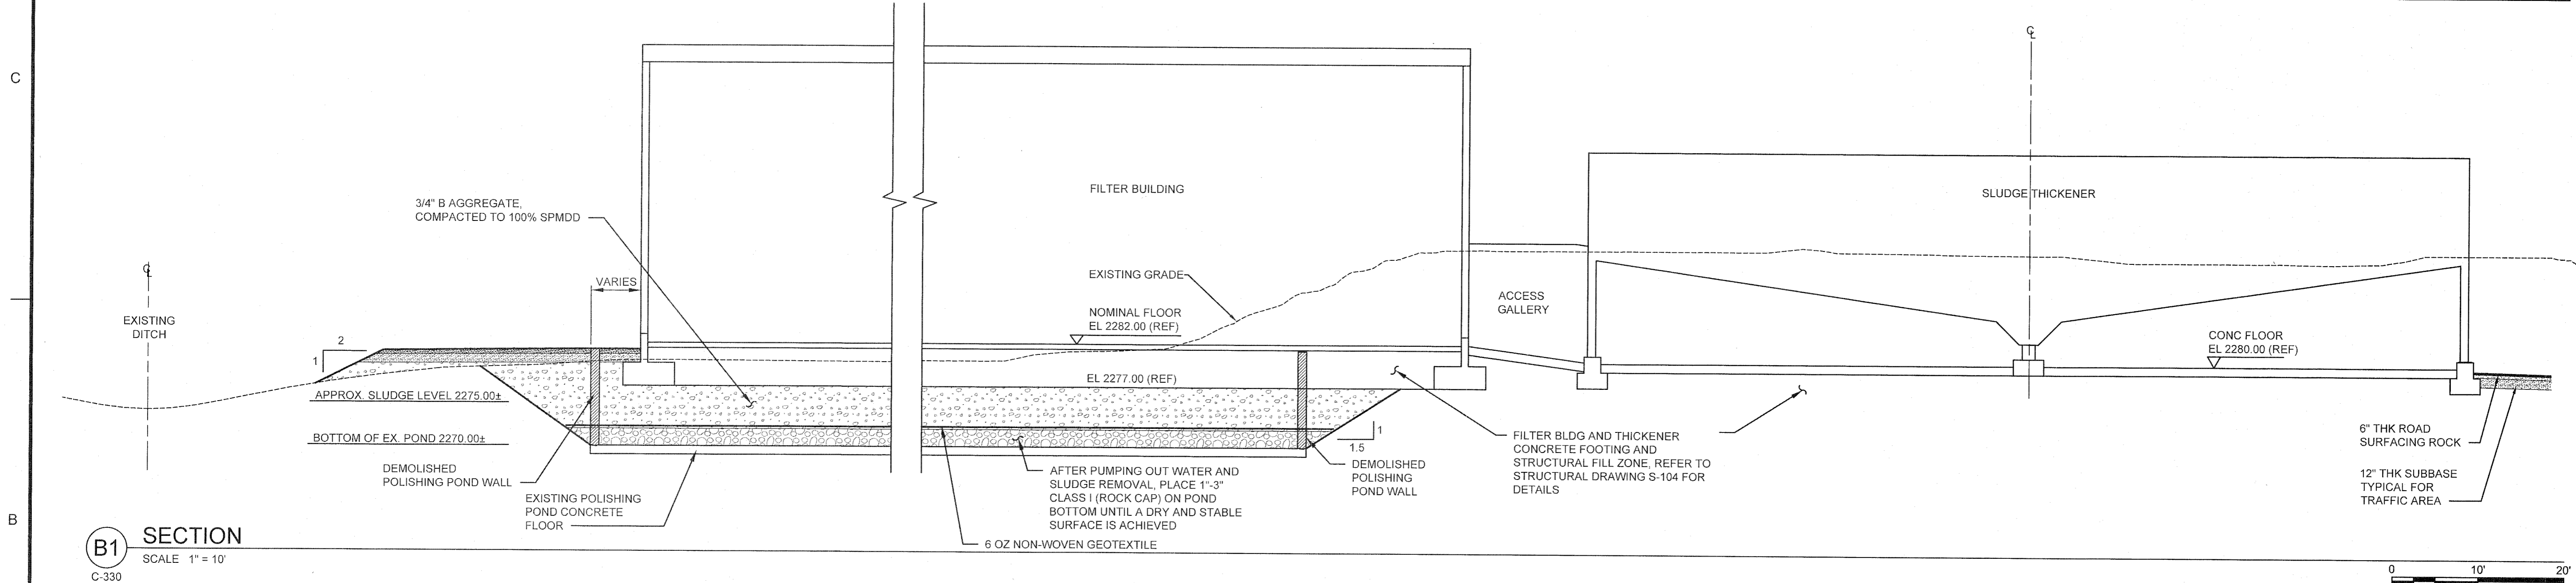 C
C
L
FILTER BUILDING
SLUDGE THICKENER
3/4" B AGGREGATE,
COMPACTED TO 100% SPMDD
C
L
VARIES
EXISTING GRADE
ACCESS
GALLERY
EXISTING
DITCH
NOMINAL FLOOR
EL 2282.00 (REF)
CONC FLOOR
EL 2280.00 (REF)
2
1
EL 2277.00 (REF)
APPROX. SLUDGE LEVEL 2275.00±
BOTTOM OF EX. POND 2270.00±
1
1.5
DEMOLISHED
POLISHING POND WALL
EXISTING POLISHING
POND CONCRETE
FLOOR
AFTER PUMPING OUT WATER AND
SLUDGE REMOVAL, PLACE 1"-3"
CLASS I (ROCK CAP) ON POND
BOTTOM UNTIL A DRY AND STABLE
SURFACE IS ACHIEVED
6 OZ NON-WOVEN GEOTEXTILE
DEMOLISHED
POLISHING
POND WALL
FILTER BLDG AND THICKENER
CONCRETE FOOTING AND
STRUCTURAL FILL ZONE, REFER TO
STRUCTURAL DRAWING S-104 FOR
DETAILS
6" THK ROAD
SURFACING ROCK
12" THK SUBBASE
TYPICAL FOR
TRAFFIC AREA
B
B1
SECTION
SCALE 1" = 10'
C-330
0 10' 20'